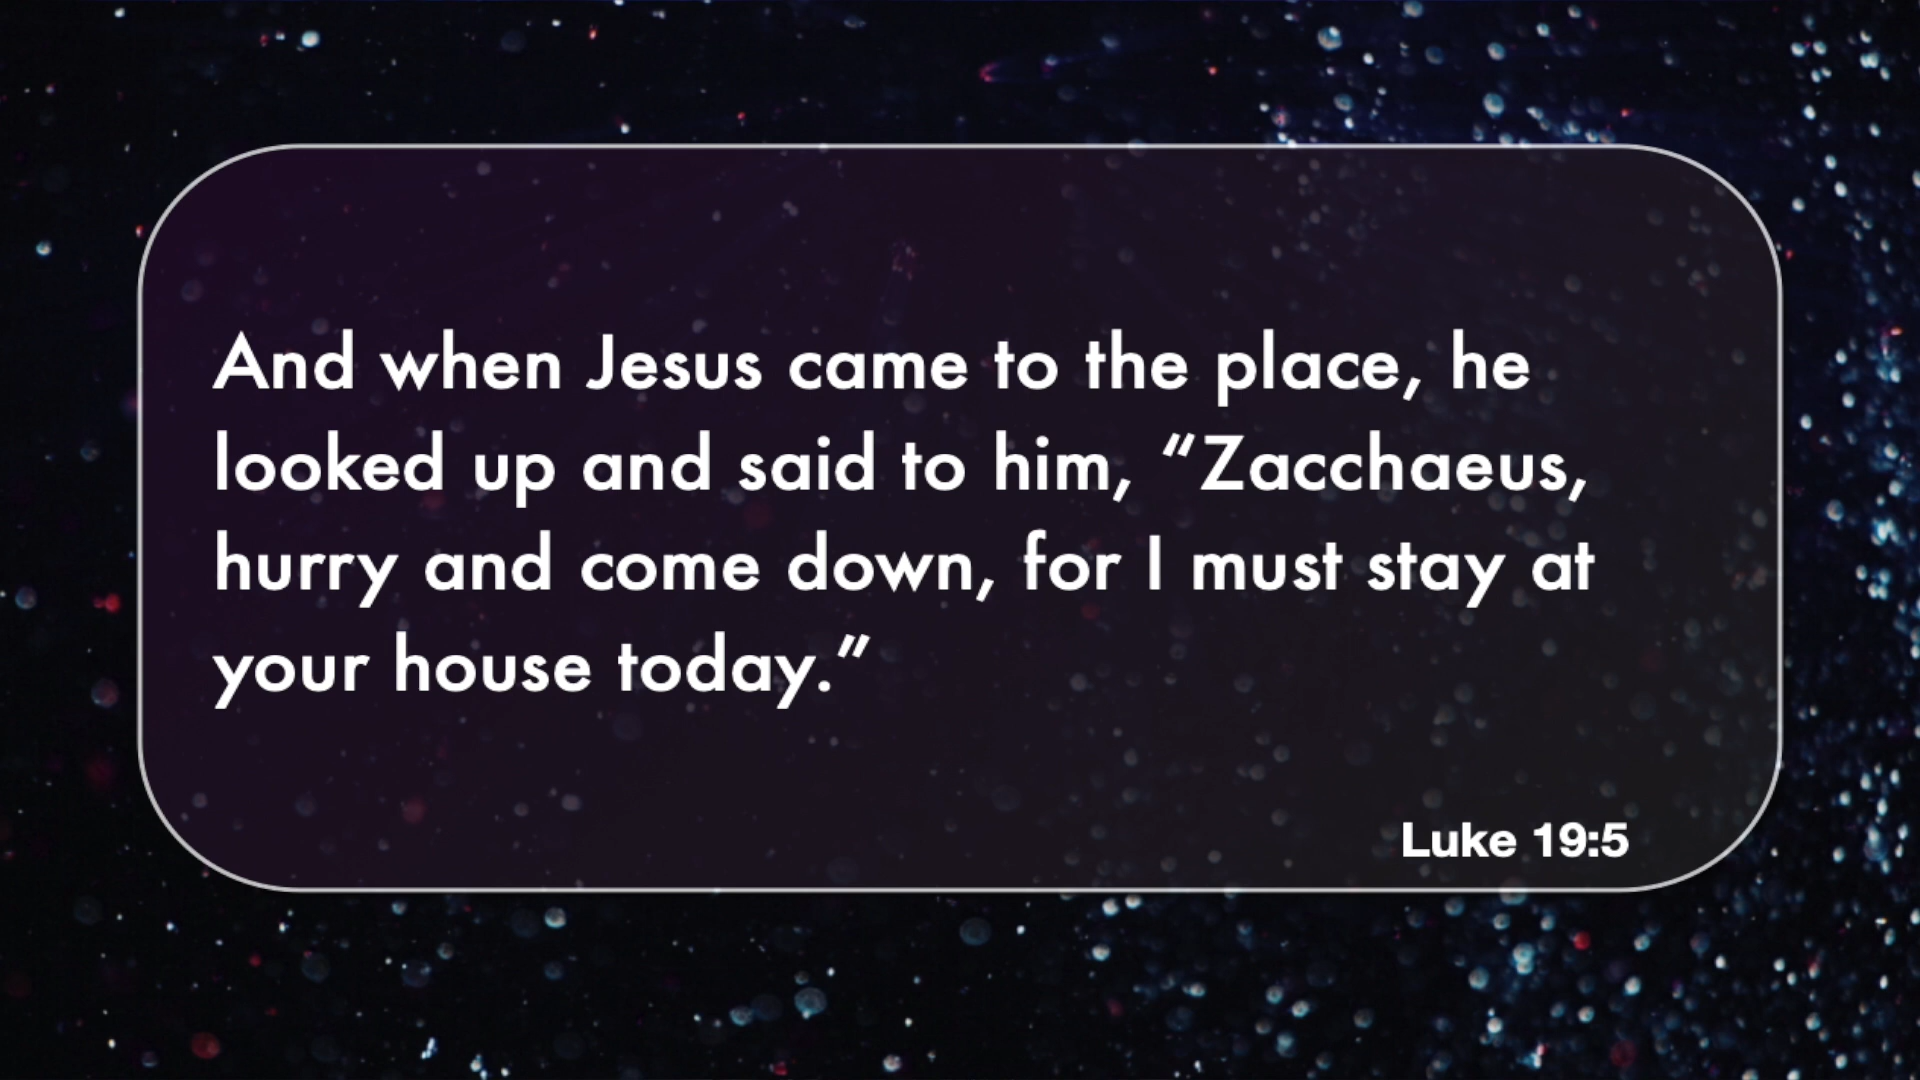 And when Jesus came to the place, he
looked up and said to him, “Zacchaeus,
hurry and come down, for I must stay at
your house today.”
Luke 19:5